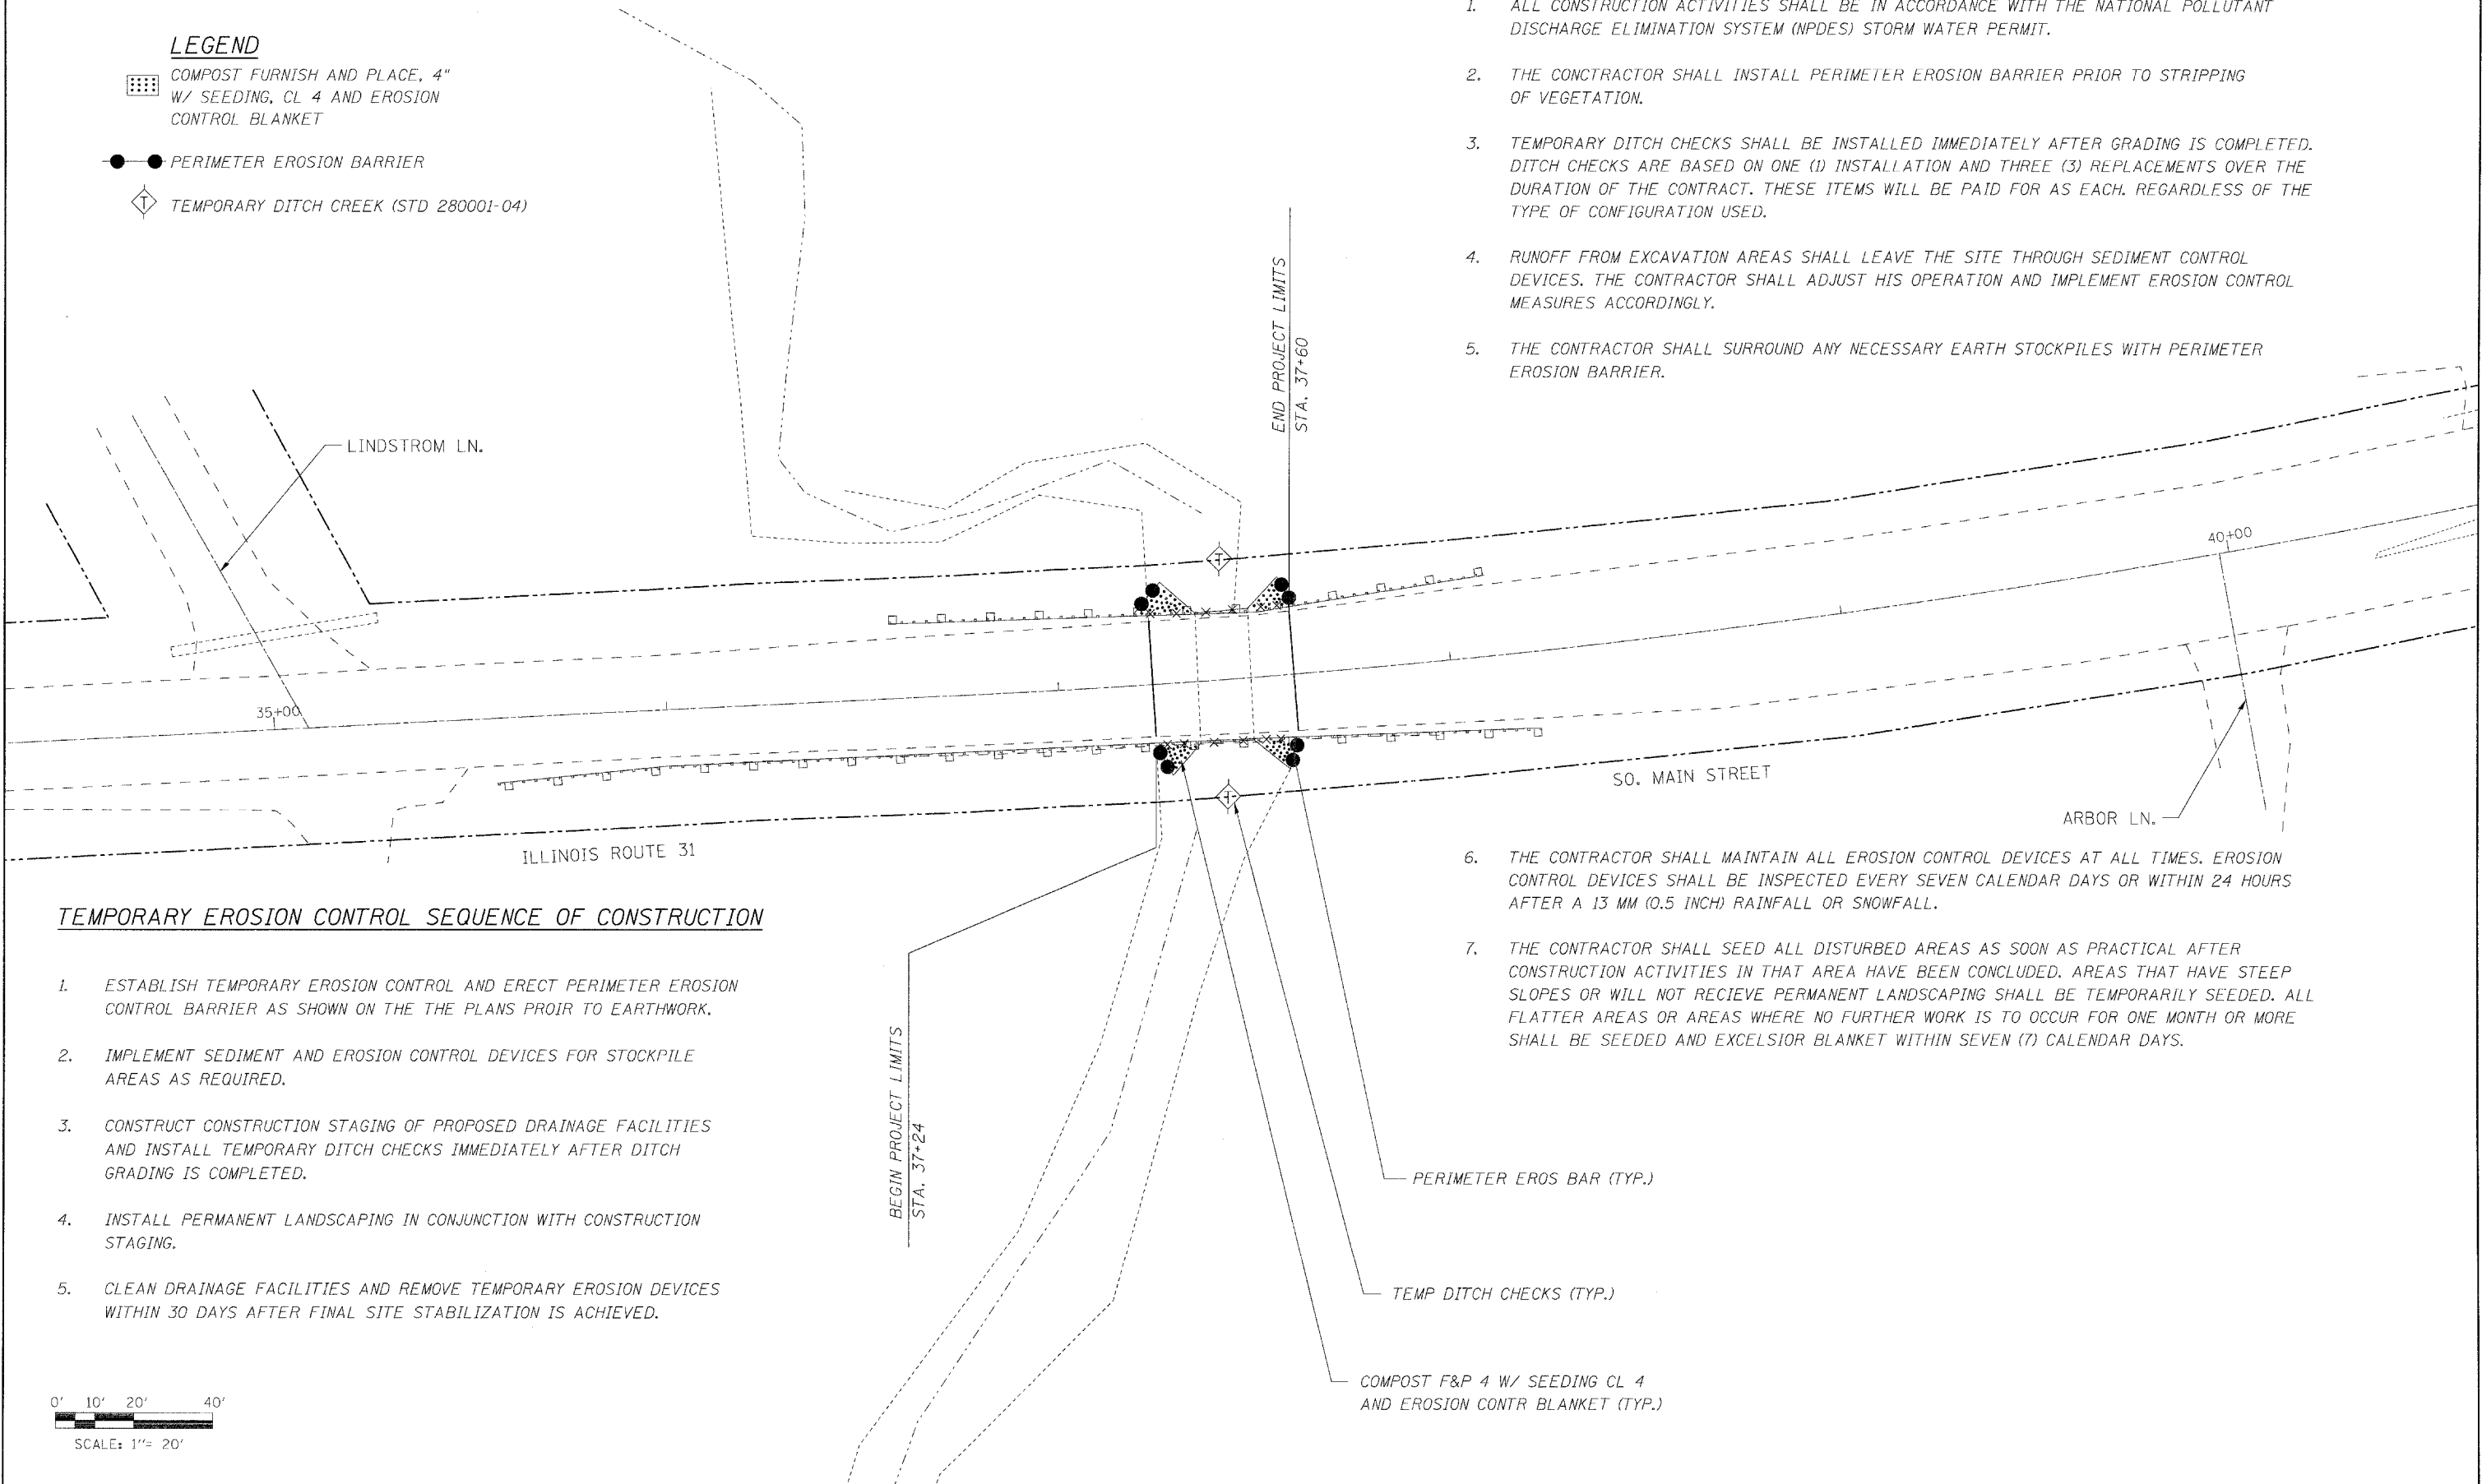 LEGEND
COMPOST FURNISH AND PLACE, 4"
W/ SEEDING, CL 4 AND EROSION
CONTROL BLANKET
PERIMETER EROSION BARRIER
T
TEMPORARY DITCH CREEK (STD 280001-04)
1. ALL CONSTRUCTION ACTIVITIES SHALL BE IN ACCORDANCE WITH THE NATIONAL POLLUTANT
DISCHARGE ELIMINATION SYSTEM (NPDES) STORM WATER PERMIT.
2. THE CONCTRACTOR SHALL INSTALL PERIMETER EROSION BARRIER PRIOR TO STRIPPING
OF VEGETATION.
3. TEMPORARY DITCH CHECKS SHALL BE INSTALLED IMMEDIATELY AFTER GRADING IS COMPLETED.
DITCH CHECKS ARE BASED ON ONE (1) INSTALLATION AND THREE (3) REPLACEMENTS OVER THE
DURATION OF THE CONTRACT. THESE ITEMS WILL BE PAID FOR AS EACH. REGARDLESS OF THE
TYPE OF CONFIGURATION USED.
4. RUNOFF FROM EXCAVATION AREAS SHALL LEAVE THE SITE THROUGH SEDIMENT CONTROL
DEVICES. THE CONTRACTOR SHALL ADJUST HIS OPERATION AND IMPLEMENT EROSION CONTROL
MEASURES ACCORDINGLY.
5. THE CONTRACTOR SHALL SURROUND ANY NECESSARY EARTH STOCKPILES WITH PERIMETER
EROSION BARRIER.
END PROJECT LIMITS
STA. 37+60
LINDSTROM LN.
40+00
T
35+00
T
SO. MAIN STREET
ARBOR LN.
ILLINOIS ROUTE 31
6. THE CONTRACTOR SHALL MAINTAIN ALL EROSION CONTROL DEVICES AT ALL TIMES. EROSION
CONTROL DEVICES SHALL BE INSPECTED EVERY SEVEN CALENDAR DAYS OR WITHIN 24 HOURS
AFTER A 13 MM (0.5 INCH) RAINFALL OR SNOWFALL.
7. THE CONTRACTOR SHALL SEED ALL DISTURBED AREAS AS SOON AS PRACTICAL AFTER
CONSTRUCTION ACTIVITIES IN THAT AREA HAVE BEEN CONCLUDED. AREAS THAT HAVE STEEP
SLOPES OR WILL NOT RECIEVE PERMANENT LANDSCAPING SHALL BE TEMPORARILY SEEDED. ALL
FLATTER AREAS OR AREAS WHERE NO FURTHER WORK IS TO OCCUR FOR ONE MONTH OR MORE
SHALL BE SEEDED AND EXCELSIOR BLANKET WITHIN SEVEN (7) CALENDAR DAYS.
TEMPORARY EROSION CONTROL SEQUENCE OF CONSTRUCTION
1. ESTABLISH TEMPORARY EROSION CONTROL AND ERECT PERIMETER EROSION
CONTROL BARRIER AS SHOWN ON THE THE PLANS PROIR TO EARTHWORK.
2. IMPLEMENT SEDIMENT AND EROSION CONTROL DEVICES FOR STOCKPILE
AREAS AS REQUIRED.
3. CONSTRUCT CONSTRUCTION STAGING OF PROPOSED DRAINAGE FACILITIES
AND INSTALL TEMPORARY DITCH CHECKS IMMEDIATELY AFTER DITCH
GRADING IS COMPLETED.
4. INSTALL PERMANENT LANDSCAPING IN CONJUNCTION WITH CONSTRUCTION
STAGING.
5. CLEAN DRAINAGE FACILITIES AND REMOVE TEMPORARY EROSION DEVICES
WITHIN 30 DAYS AFTER FINAL SITE STABILIZATION IS ACHIEVED.
BEGIN PROJECT LIMITS
STA. 37+24
PERIMETER EROS BAR (TYP.)
TEMP DITCH CHECKS (TYP.)
COMPOST F&P 4 W/ SEEDING CL 4
AND EROSION CONTR BLANKET (TYP.)
0' 10' 20' 40'
SCALE: 1"= 20'